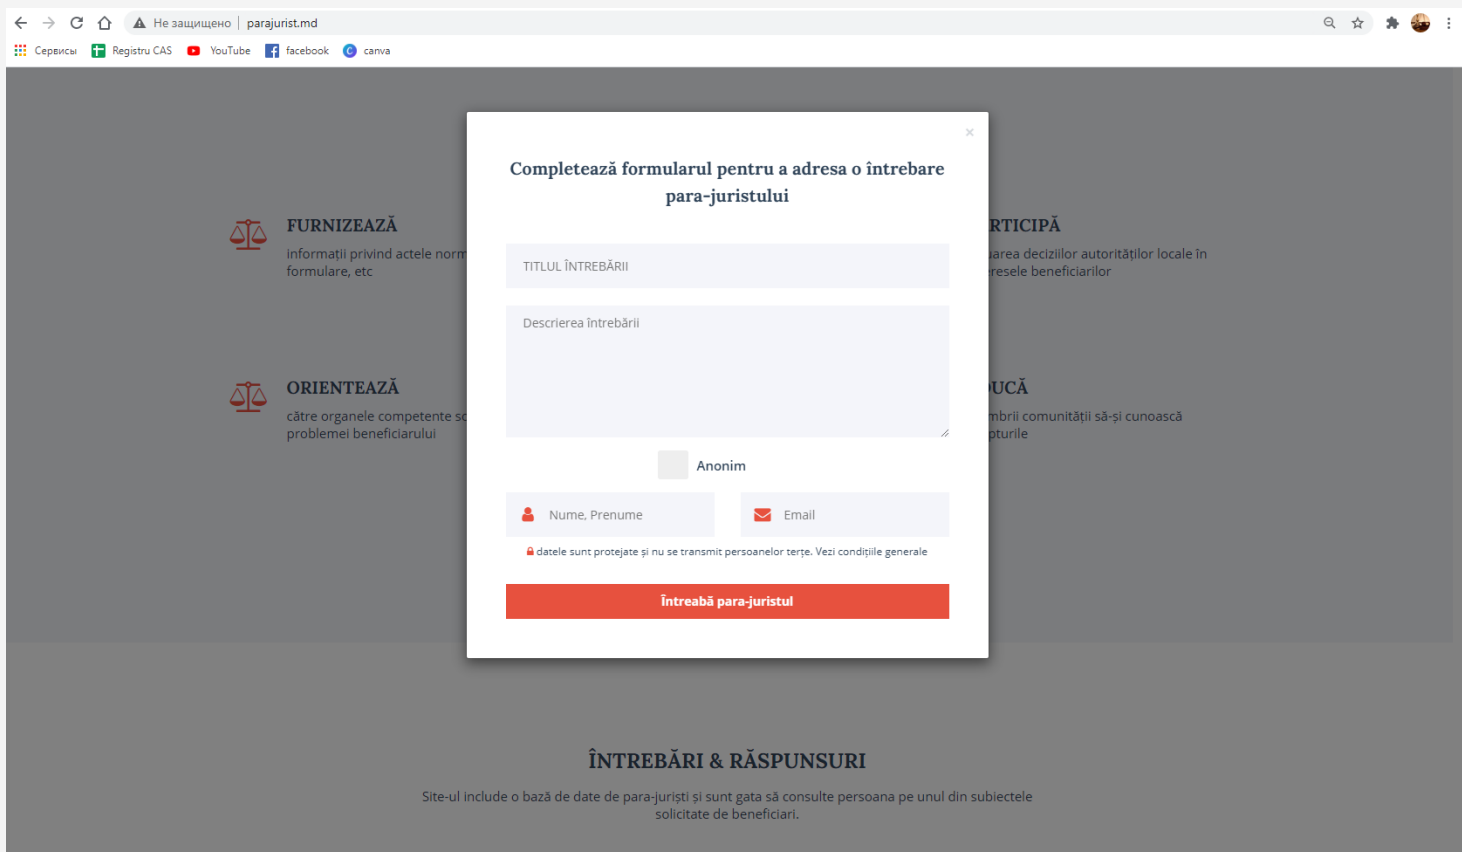 Не защищено | parajurist.md
Сервисы Registru CAS YouTube facebook canva
×
Completează formularul pentru a adresa o întrebare
para-juristului
FURNIZEAZĂ
informații privind actele norm
formulare, etc
RTICIPĂ
uarea deciziilor autorităților locale în
resele beneficiarilor
TITLUL ÎNTREBĂRII
Descrierea întrebării
ORIENTEAZĂ
către organele competente so
problemei beneficiarului
UCĂ
mbrii comunității să-și cunoască
pturile
Anonim
Nume, Prenume
Email
datele sunt protejate și nu se transmit persoanelor terțe. Vezi condițiile generale
Întreabă para-juristul
ÎNTREBĂRI & RĂSPUNSURI
Site-ul include o bază de date de para-juriști și sunt gata să consulte persoana pe unul din subiectele
solicitate de beneficiari.